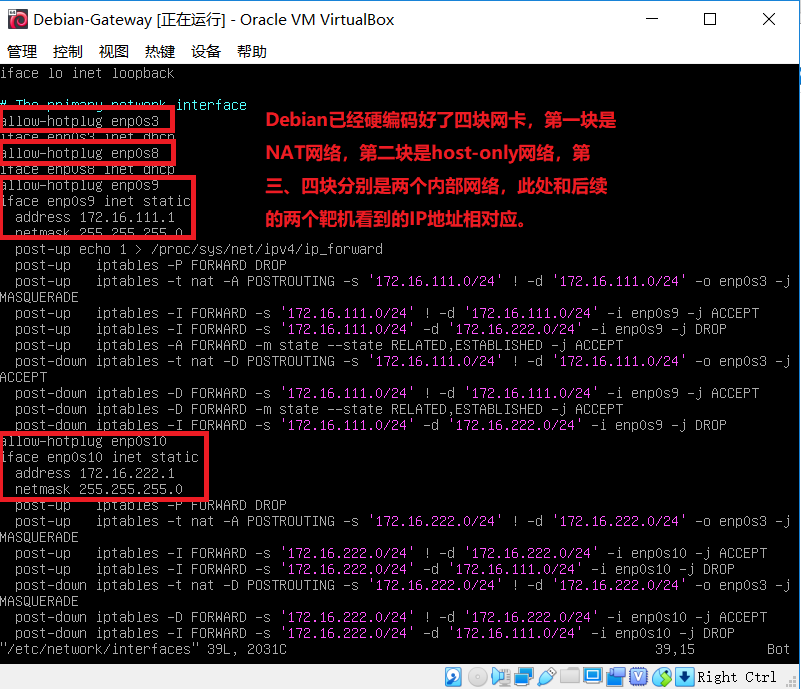 Debian-Gateway [正在运行] - Oracle VM VirtualBox
管理 控制 视图 热键 设备 帮助
iface lo inet loopback
# The primary network interface
allow-hotplug enp0s3
iface enp0s3 inet dhcp
allow-hotplug enp0s8
iface enp0s8 inet dhcp
allow-hotplug enp0s9
iface enp0s9 inet static
address 172.16.111.1
netmask 255.255.255.0
Debian已经硬编码好了四块网卡，第一块是
NAT网络，第二块是host-only网络，第
三、四块分别是两个内部网络，此处和后续
的两个靶机看到的IP地址相对应。
post-up echo 1 > /proc/sys/net/ipv4/ip_forward
post-up iptables -P FORWARD DROP
post-up iptables -t nat -A POSTROUTING -s '172.16.111.0/24' ! -d '172.16.111.0/24' -o enp0s3 -j
MASQUERADE
post-up iptables -I FORWARD -s '172.16.111.0/24' ! -d '172.16.111.0/24' -i enp0s9 -j ACCEPT
post-up iptables -I FORWARD -s '172.16.111.0/24' -d '172.16.222.0/24' -i enp0s9 -j DROP
post-up iptables -A FORWARD -m state --state RELATED,ESTABLISHED -j ACCEPT
post-down iptables -t nat -D POSTROUTING -s '172.16.111.0/24' ! -d '172.16.111.0/24' -o enp0s3 -j
ACCEPT
post-down iptables -D FORWARD -s '172.16.111.0/24' ! -d '172.16.111.0/24' -i enp0s9 -j ACCEPT
post-down iptables -D FORWARD -m state --state RELATED,ESTABLISHED -j ACCEPT
post-down iptables -I FORWARD -s '172.16.111.0/24' -d '172.16.222.0/24' -i enp0s9 -j DROP
allow-hotplug enp0s10
iface enp0s10 inet static
address 172.16.222.1
netmask 255.255.255.0
post-up iptables -P FORWARD DROP
post-up iptables -t nat -A POSTROUTING -s '172.16.222.0/24' ! -d '172.16.222.0/24' -o enp0s3 -j
MASQUERADE
post-up iptables -I FORWARD -s '172.16.222.0/24' ! -d '172.16.222.0/24' -i enp0s10 -j ACCEPT
post-up iptables -I FORWARD -s '172.16.222.0/24' -d '172.16.111.0/24' -i enp0s10 -j DROP
post-down iptables -t nat -D POSTROUTING -s '172.16.222.0/24' ! -d '172.16.222.0/24' -o enp0s3 -j
MASQUERADE
post-down iptables -D FORWARD -s '172.16.222.0/24' ! -d '172.16.222.0/24' -i enp0s10 -j ACCEPT
post-down iptables -I FORWARD -s '172.16.222.0/24' -d '172.16.111.0/24' -i enp0s10 -j DROP
"/etc/network/interfaces" 39L, 2031C 39,15 Bot
Right Ctrl